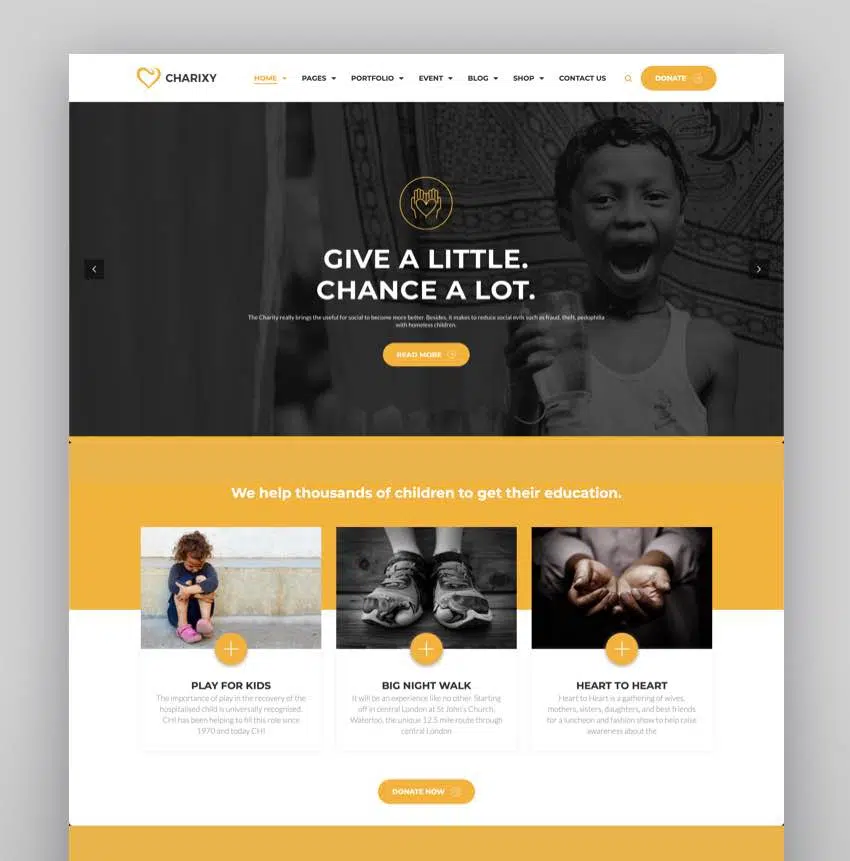 CHARIXY
HOME PAGES PORTFOLIO EVENT BLOG SHOP CONTACT US DONATE
GIVE A LITTLE.
CHANCE A LOT.
The Charity really brings the useful for social to become more better. Besides, it makes to reduce social evils such as fraud, theft, pedophilia
with homeless children.
READ MORE
We help thousands of children to get their education.
PLAY FOR KIDS
The importance of play in the recovery of the
hospitalised child is universally recognised.
CHI has been helping to fill this role since
1970 and today CHI
BIG NIGHT WALK
It will be an experience like no other. Starting
off in central London at St John's Church,
Waterloo, the unique 12.5 mile route through
central London
HEART TO HEART
Heart to Heart is a gathering of wives,
mothers, sisters, daughters, and best friends
for a luncheon and fashion show to help raise
awareness about the
DONATE NOW